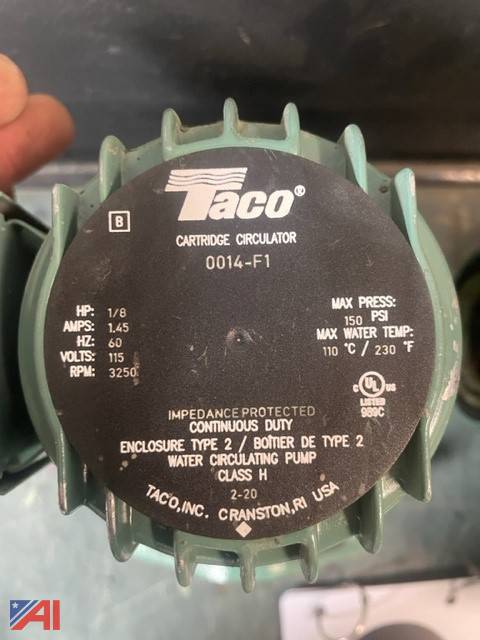 Taco®
B
CARTRIDGE CIRCULATOR
0014-F1
HP: 1/8
AMPS: 1.45
HZ: 60
VOLTS: 115
RPM: 3250
MAX PRESS:
150 PSI
MAX WATER TEMP:
110 °C / 230 °F
C UL US
LISTED
989C
IMPEDANCE PROTECTED
CONTINUOUS DUTY
ENCLOSURE TYPE 2 / BOÎTIER DE TYPE 2
WATER CIRCULATING PUMP
CLASS H
2-20
TACO, INC. CRANSTON, RI USA
AI